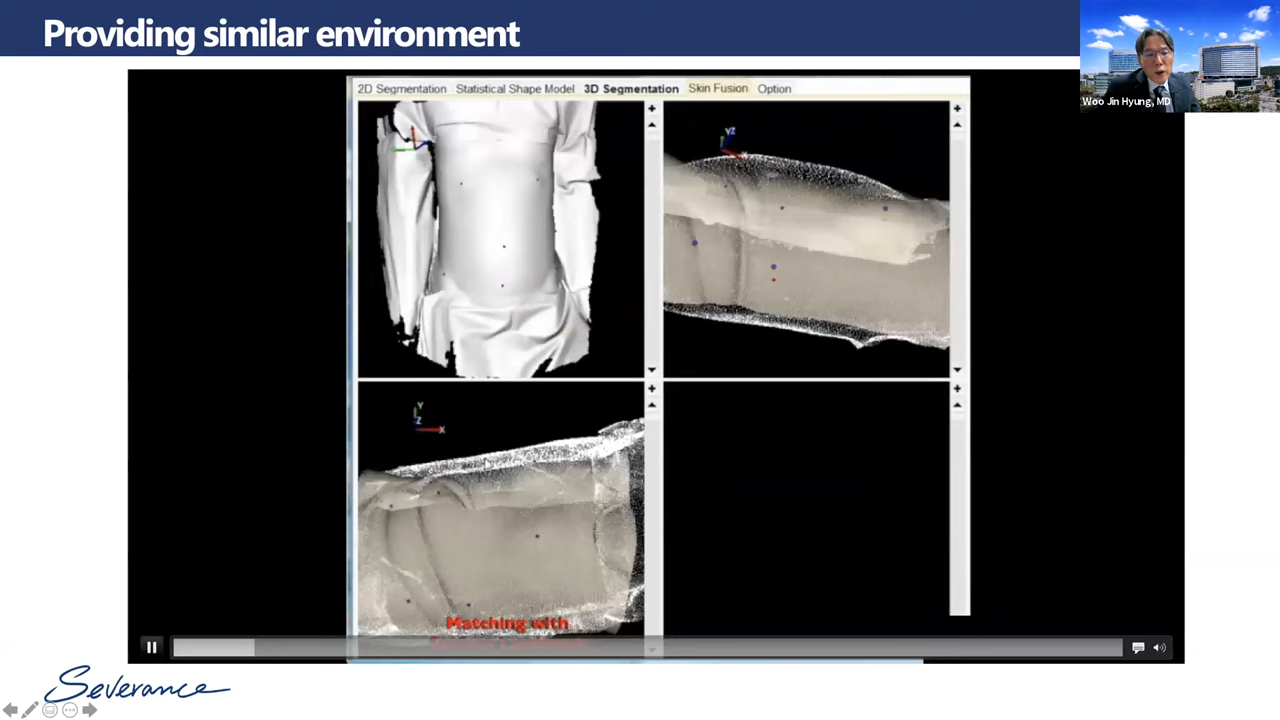 Providing similar environment
Woo Jin Hyung, MD
2D Segmentation Statistical Shape Model 3D Segmentation Skin Fusion Option
YZ
X
Y
Z
X
Matching with
Severance